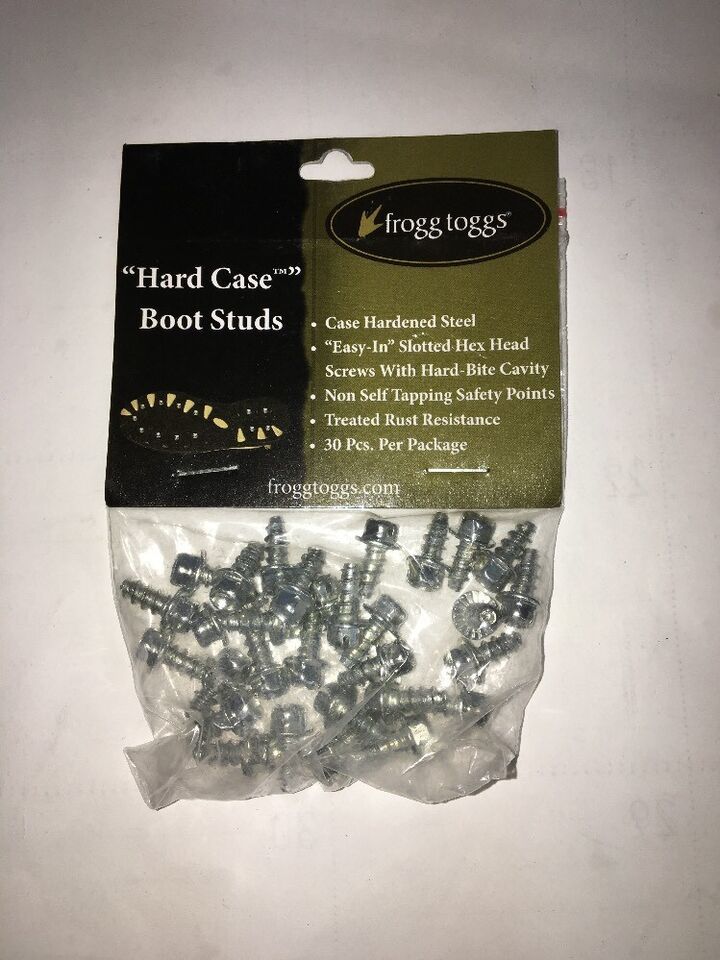 frogg toggs®
“Hard Case™”
Boot Studs
• Case Hardened Steel
• “Easy-In” Slotted Hex Head
Screws With Hard-Bite Cavity
• Non Self Tapping Safety Points
• Treated Rust Resistance
• 30 Pcs. Per Package
froggtoggs.com